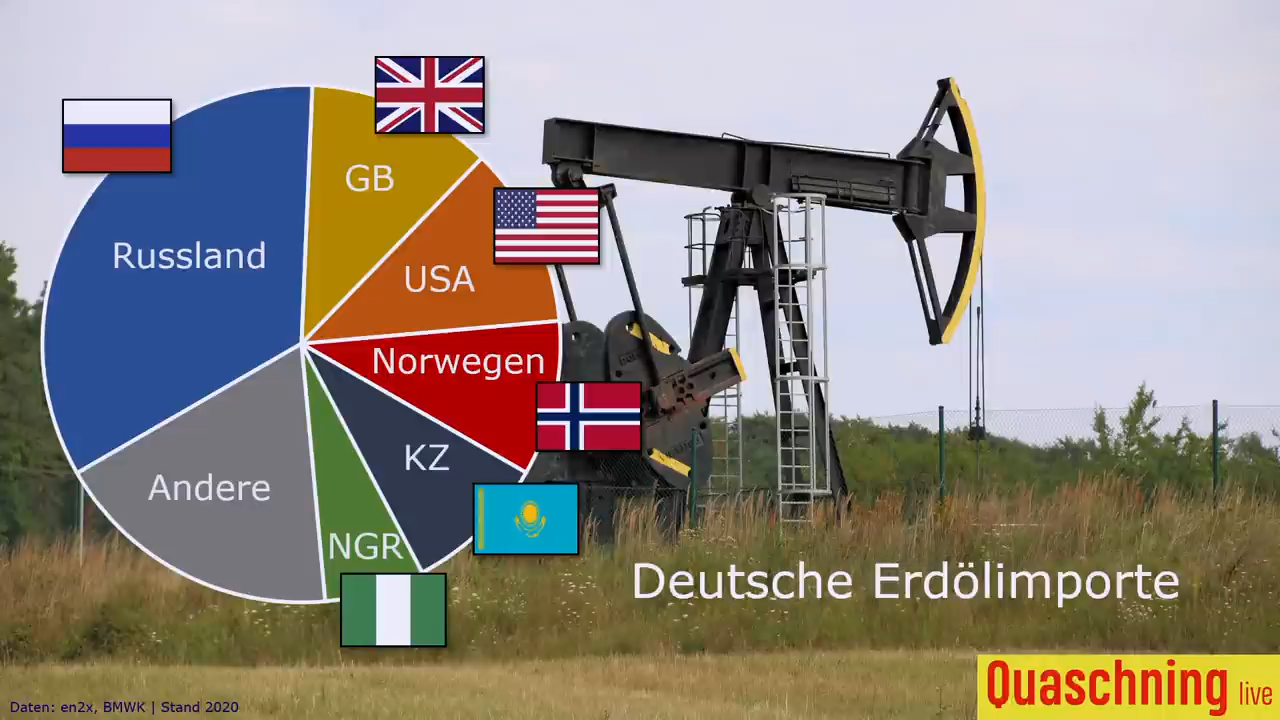 GB
Russland
USA
Norwegen
KZ
Andere
NGR
Deutsche Erdölimporte
Quaschning live
Daten: en2x, BMWK | Stand 2020